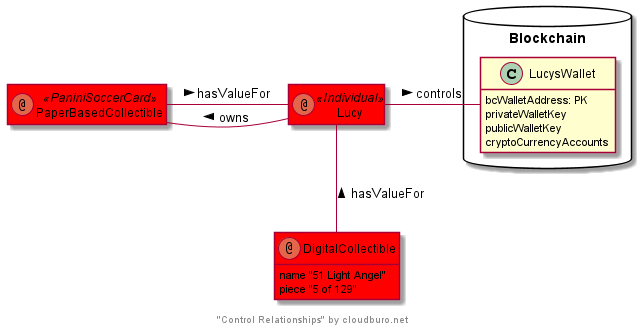 Blockchain
C LucysWallet
bcWalletAddress: PK
privateWalletKey
publicWalletKey
cryptoCurrencyAccounts
@ «PaniniSoccerCard»
PaperBasedCollectible
hasValueFor
owns
@ «Individual»
Lucy
controls
hasValueFor
@ DigitalCollectible
name "51 Light Angel"
piece "5 of 129"
"Control Relationships" by cloudburo.net